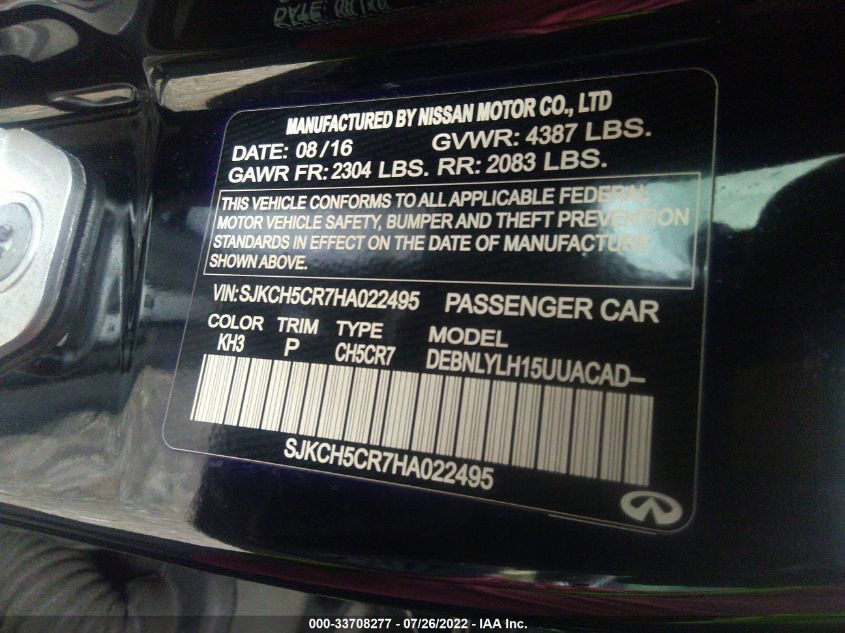 MANUFACTURED BY NISSAN MOTOR CO., LTD
DATE: 08/16 GVWR: 4387 LBS.
GAWR FR: 2304 LBS. RR: 2083 LBS.
THIS VEHICLE CONFORMS TO ALL APPLICABLE FEDERAL
MOTOR VEHICLE SAFETY, BUMPER AND THEFT PREVENTION
STANDARDS IN EFFECT ON THE DATE OF MANUFACTURE
SHOWN ABOVE.
VIN:SJKCH5CR7HA022495 PASSENGER CAR
COLOR TRIM TYPE MODEL
KH3 P CH5CR7 DEBNLYLH15UUACAD–
SJKCH5CR7HA022495
000-33708277 - 07/26/2022 - IAA Inc.